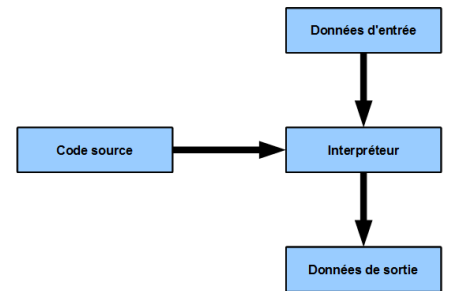 Données d'entrée
Code source
Interpréteur
Données de sortie